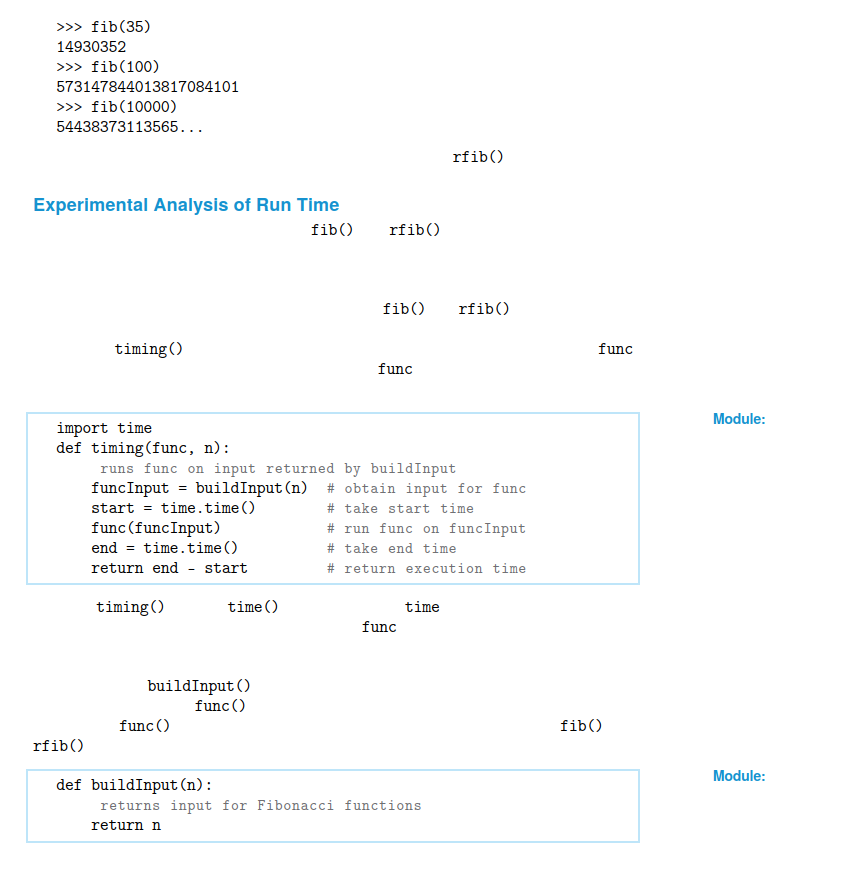 >>> fib(35)
14930352
>>> fib(100)
573147844013817084101
>>> fib(10000)
54438373113565...
rfib()
Experimental Analysis of Run Time
fib() rfib()
fib() rfib()
timing() func
func
Module:
import time
def timing(func, n):
runs func on input returned by buildInput
funcInput = buildInput(n) # obtain input for func
start = time.time() # take start time
func(funcInput) # run func on funcInput
end = time.time() # take end time
return end - start # return execution time
timing() time() time
func
buildInput()
func()
func() fib()
rfib()
Module:
def buildInput(n):
returns input for Fibonacci functions
return n